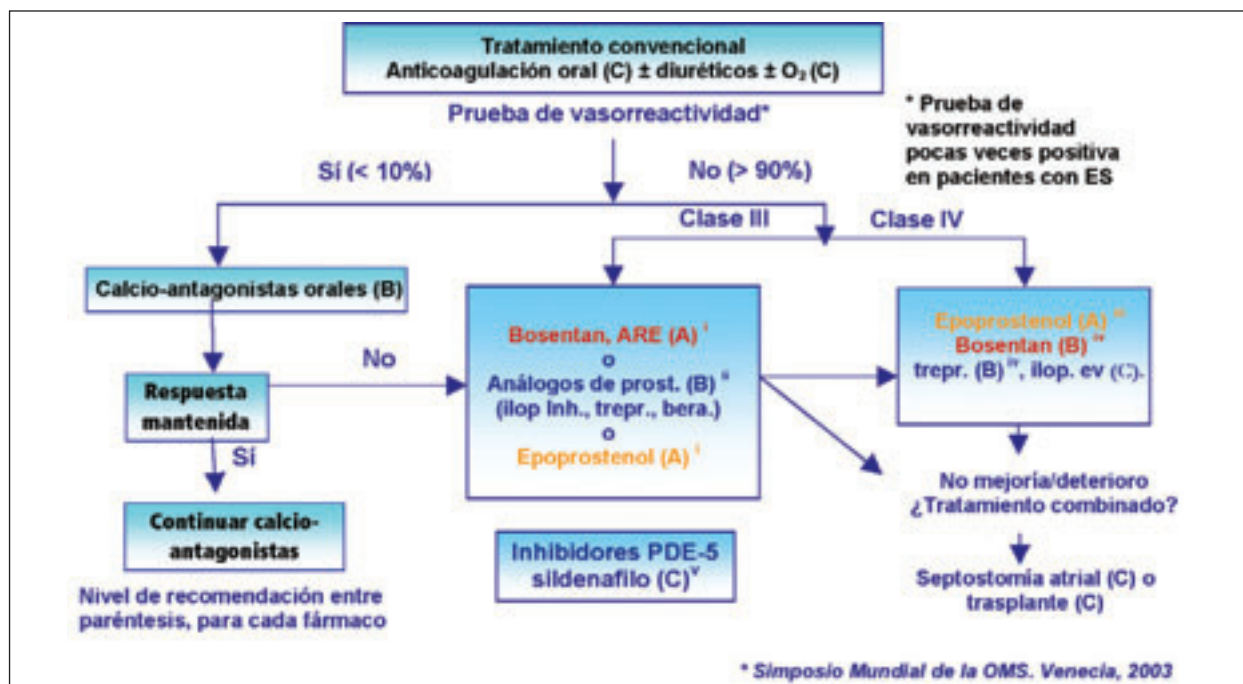 Tratamiento convencional
Anticoagulación oral (C) ± diuréticos ± O₂ (C)
Prueba de vasorreactividad*
* Prueba de
vasorreactividad
pocas veces positiva
en pacientes con ES
Sí (< 10%)
No (> 90%)
Clase III
Clase IV
Calcio-antagonistas orales (B)
Respuesta
mantenida
No
Sí
Continuar calcio-
antagonistas
Nivel de recomendación entre
paréntesis, para cada fármaco
Bosentan, ARE (A) ⁱ
o
Análogos de prost. (B) ⁱⁱ
(ilop Inh., trepr., bera.)
o
Epoprostenol (A) ⁱ
Inhibidores PDE-5
sildenafilo (C)ᵛ
Epoprostenol (A) ⁱⁱⁱ
Bosentan (B) ⁱᵛ
trepr. (B) ⁱᵛ, ilop. ev (C).
No mejoría/deterioro
¿Tratamiento combinado?
Septostomía atrial (C) o
trasplante (C)
* Simposio Mundial de la OMS. Venecia, 2003